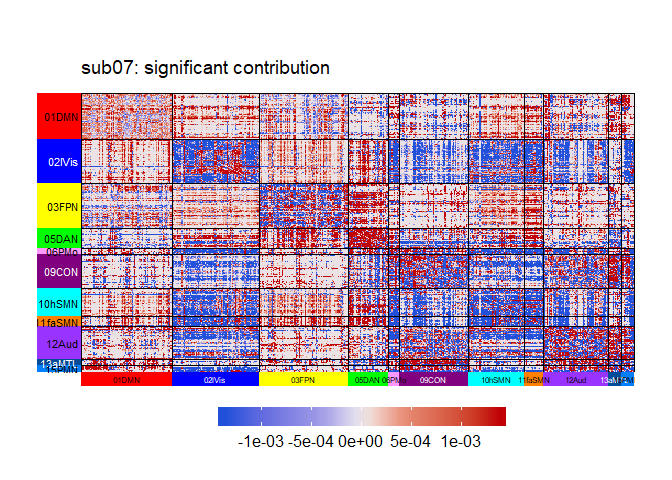 sub07: significant contribution
01DMN
02lVis
03FPN
05DAN
09CON
10hSMN
11faSMN
12Aud
01DMN 02lVis 03FPN 05DAN 09CON 10hSMN 11faSMN 12Aud
-1e-03 -5e-04 0e+00 5e-04 1e-03